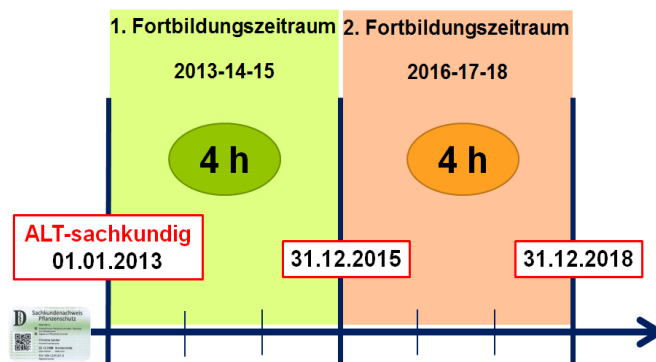 1. Fortbildungszeitraum
2013-14-15
2. Fortbildungszeitraum
2016-17-18
4 h
4 h
ALT-sachkundig
01.01.2013
31.12.2015
31.12.2018
Sachkundenachweis
Pflanzenschutz